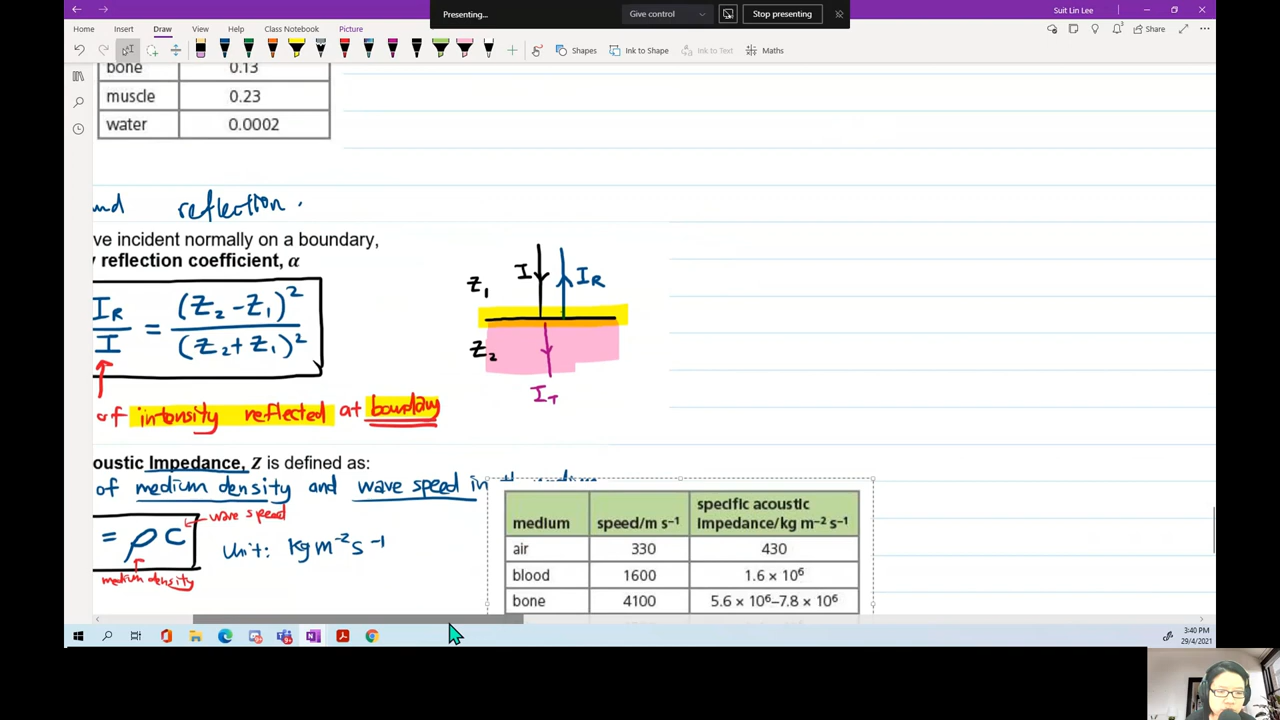 Presenting...
Give control
Stop presenting
Suit Lin Lee
Home Insert Draw View Help Class Notebook Picture
Share
Shapes Ink to Shape Ink to Text Maths
bone 0.13
muscle 0.23
water 0.0002
und reflection.
ve incident normally on a boundary,
y reflection coefficient, α
IR/I = (Z2 - Z1)²/(Z2 + Z1)²
of intensity reflected at boundary
Z1 I IR
Z2
IT
oustic Impedance, Z is defined as:
of medium density and wave speed in
wave speed
= ρc
Unit: kg m⁻² s⁻¹
medium density
medium speed/m s⁻¹ specific acoustic impedance/kg m⁻² s⁻¹
air 330 430
blood 1600 1.6 × 10⁶
bone 4100 5.6 × 10⁶–7.8 × 10⁶
3:40 PM
29/4/2021